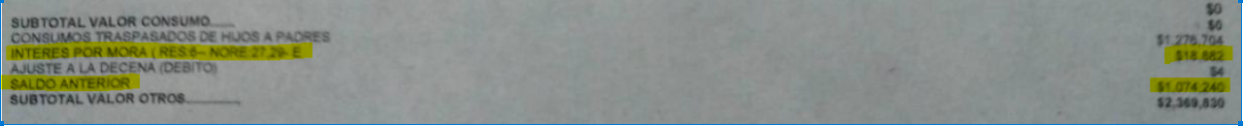 $0
SUBTOTAL VALOR CONSUMO...... $0
CONSUMOS TRASPASADOS DE HIJOS A PADRES $1,276,704
INTERES POR MORA ( RES:6-- NORE:27,29- E $18,882
AJUSTE A LA DECENA (DEBITO) $4
SALDO ANTERIOR $1,074,240
SUBTOTAL VALOR OTROS.............. $2,369,830